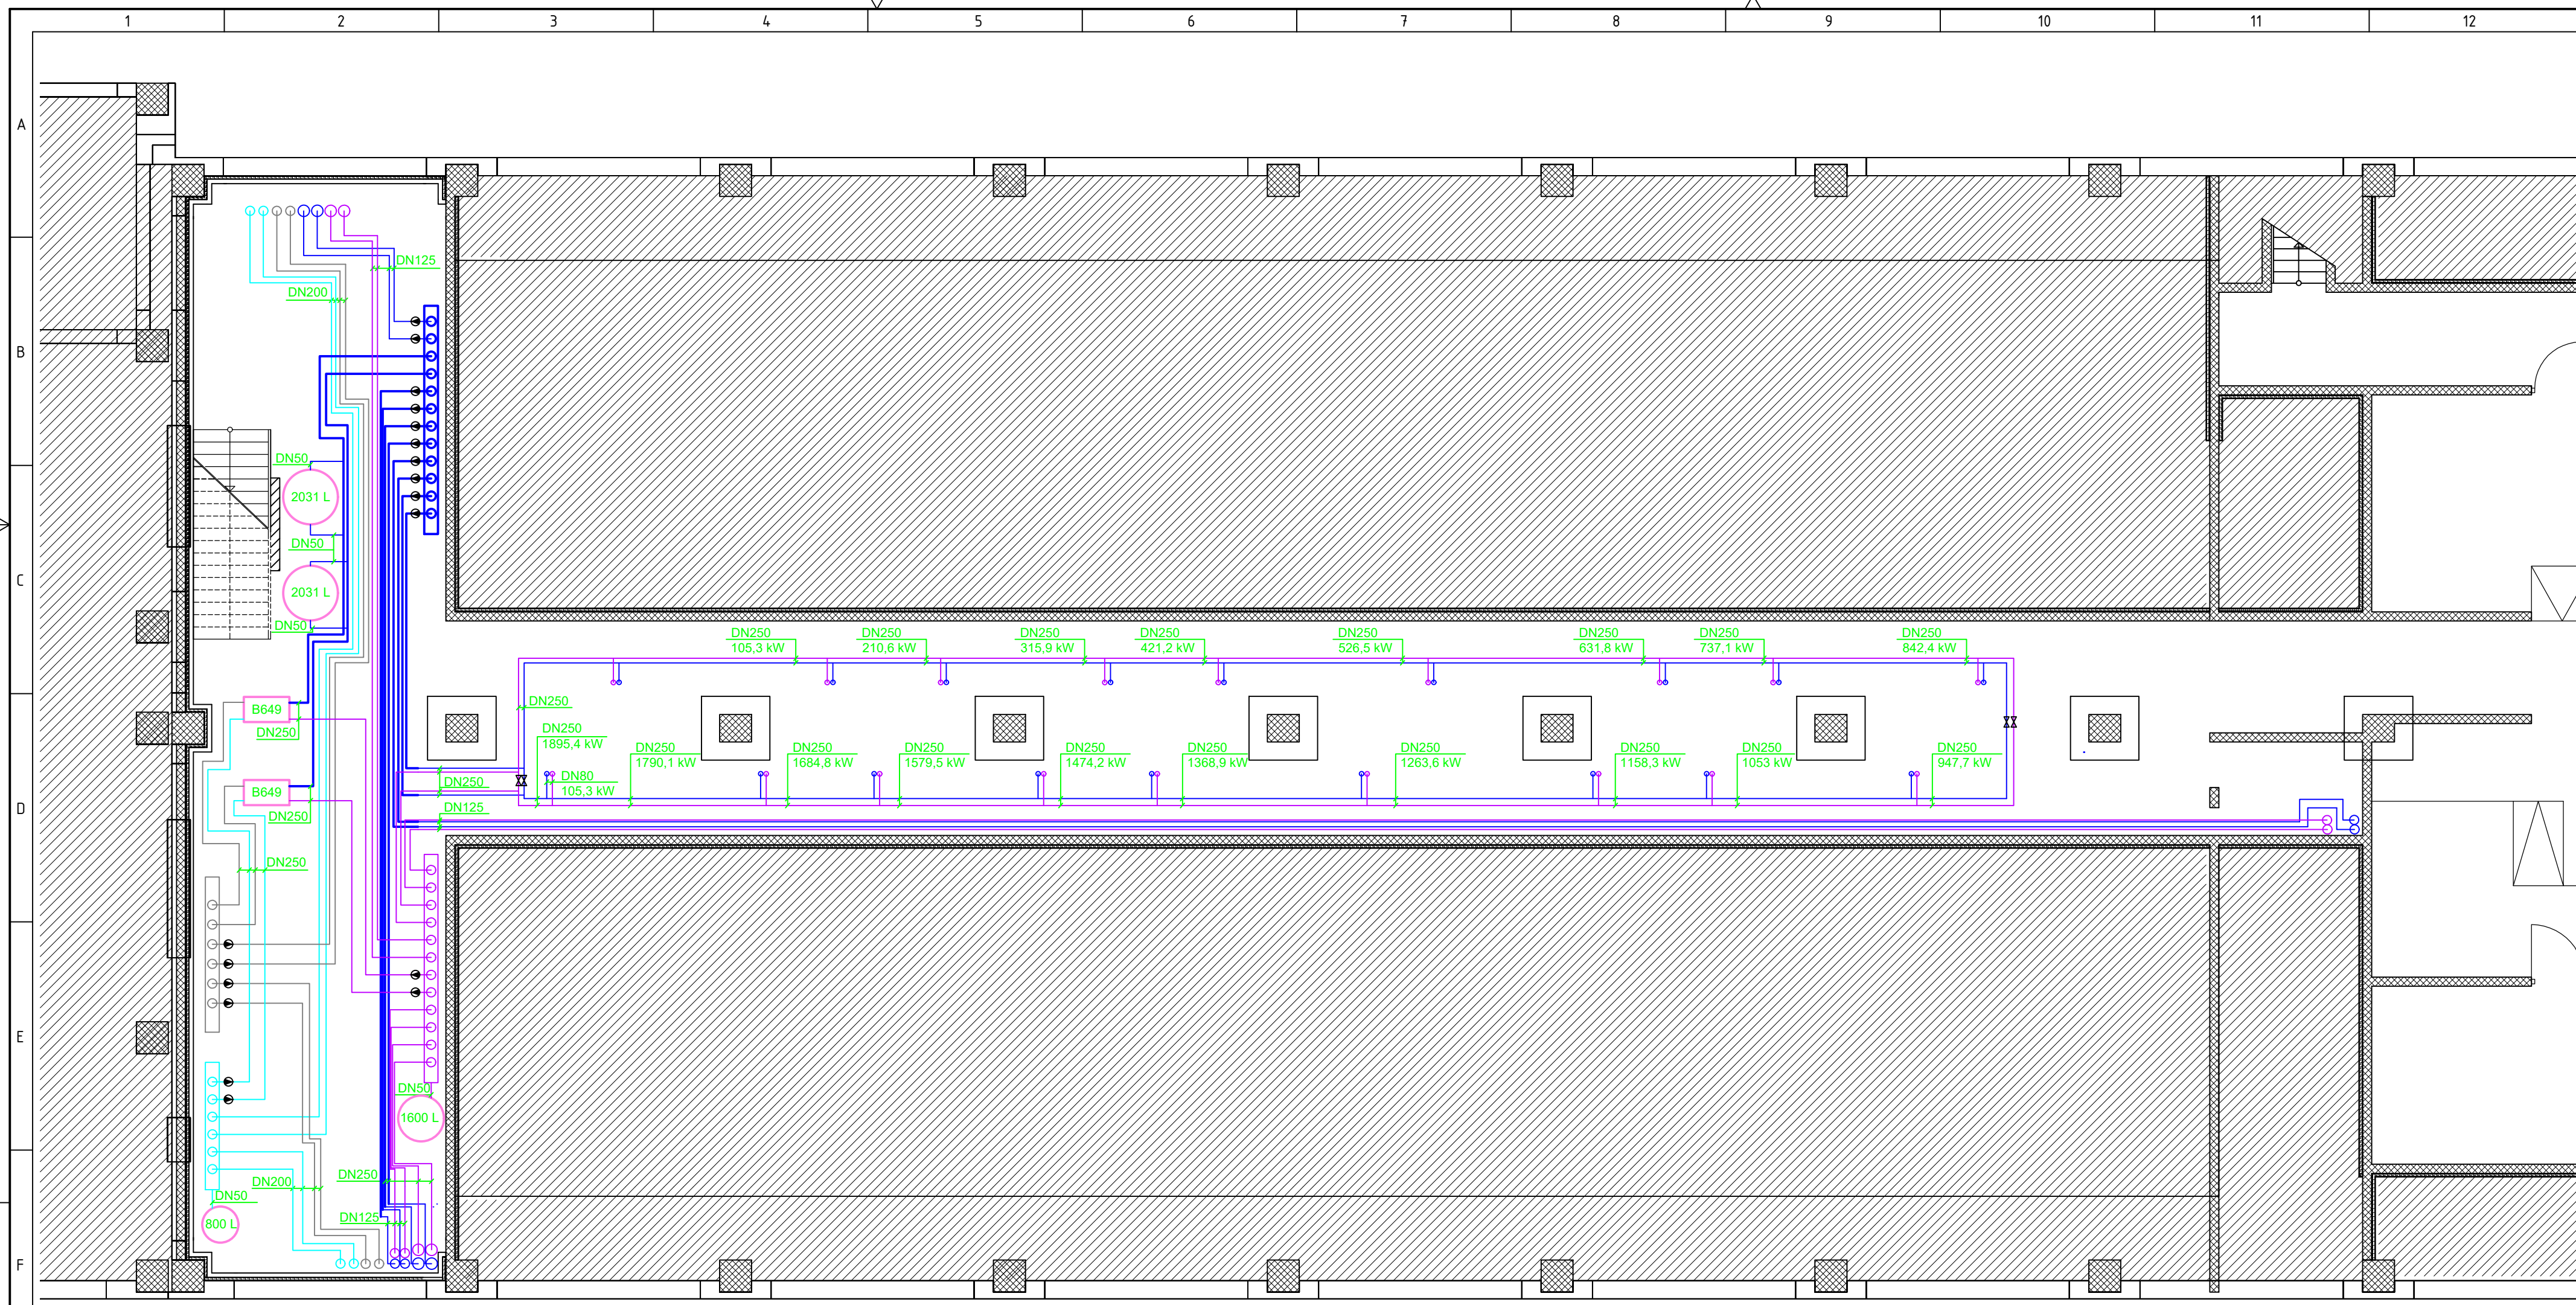 1 2 3 4 5 6 7 8 9 10 11 12
A
B
C
D
E
F
DN125
DN200
DN50
2031 L
DN50
2031 L
DN50
DN250
105,3 kW
DN250
210,6 kW
DN250
315,9 kW
DN250
421,2 kW
DN250
526,5 kW
DN250
631,8 kW
DN250
737,1 kW
DN250
842,4 kW
B649
DN250
DN250
DN250
1895,4 kW
DN250
1790,1 kW
DN250
1684,8 kW
DN250
1579,5 kW
DN250
1474,2 kW
DN250
1368,9 kW
DN250
1263,6 kW
DN250
1158,3 kW
DN250
1053 kW
DN250
947,7 kW
DN80
105,3 kW
B649
DN250
DN250
DN125
DN250
DN50
1600 L
DN250
DN200
DN50
DN125
800 L